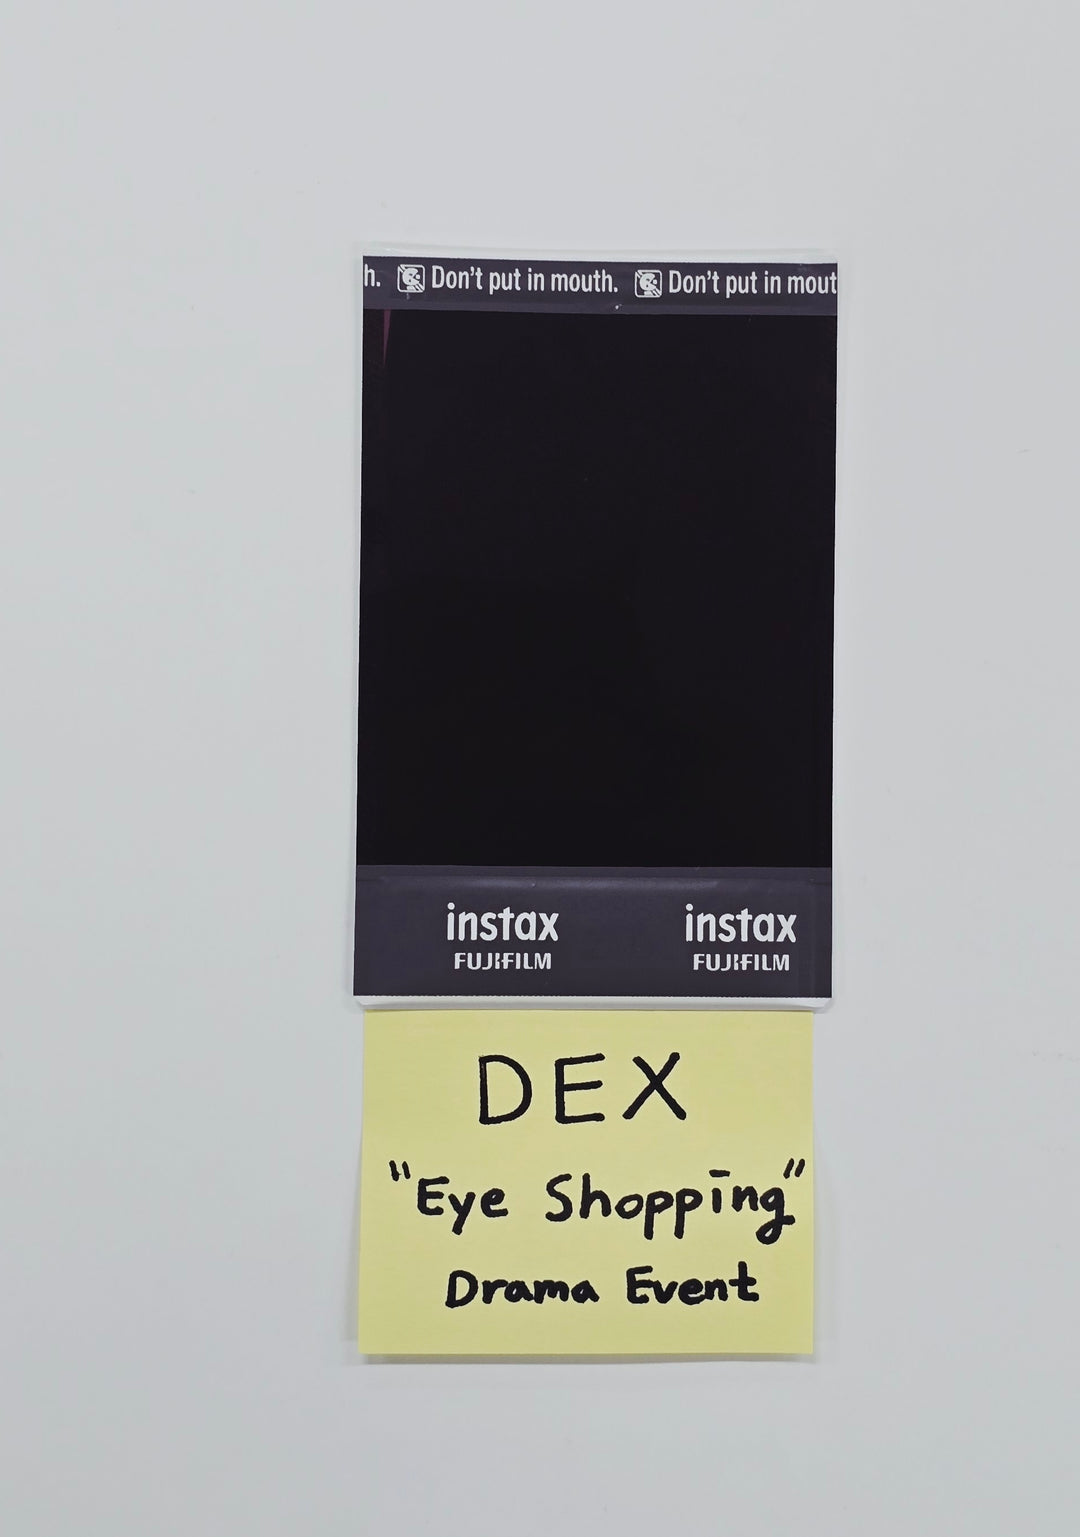 h. Don't put in mouth. Don't put in mout
instax instax
FUJIFILM FUJIFILM
DEX
"Eye Shopping"
Drama Event